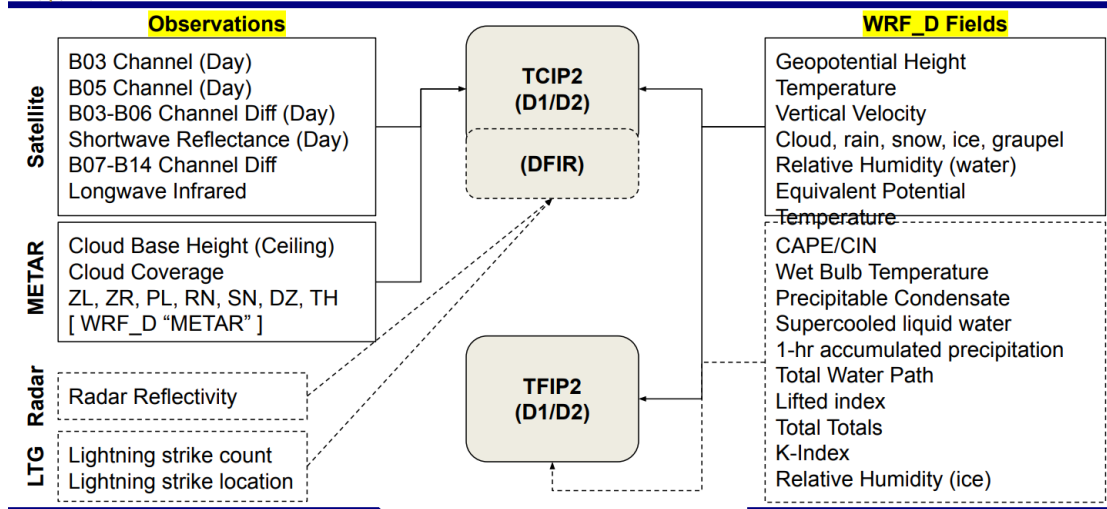 Observations
Satellite
B03 Channel (Day)
B05 Channel (Day)
B03-B06 Channel Diff (Day)
Shortwave Reflectance (Day)
B07-B14 Channel Diff
Longwave Infrared
METAR
Cloud Base Height (Ceiling)
Cloud Coverage
ZL, ZR, PL, RN, SN, DZ, TH
[ WRF_D “METAR” ]
Radar
Radar Reflectivity
LTG
Lightning strike count
Lightning strike location
TCIP2
(D1/D2)
(DFIR)
TFIP2
(D1/D2)
WRF_D Fields
Geopotential Height
Temperature
Vertical Velocity
Cloud, rain, snow, ice, graupel
Relative Humidity (water)
Equivalent Potential
Temperature
CAPE/CIN
Wet Bulb Temperature
Precipitable Condensate
Supercooled liquid water
1-hr accumulated precipitation
Total Water Path
Lifted index
Total Totals
K-Index
Relative Humidity (ice)